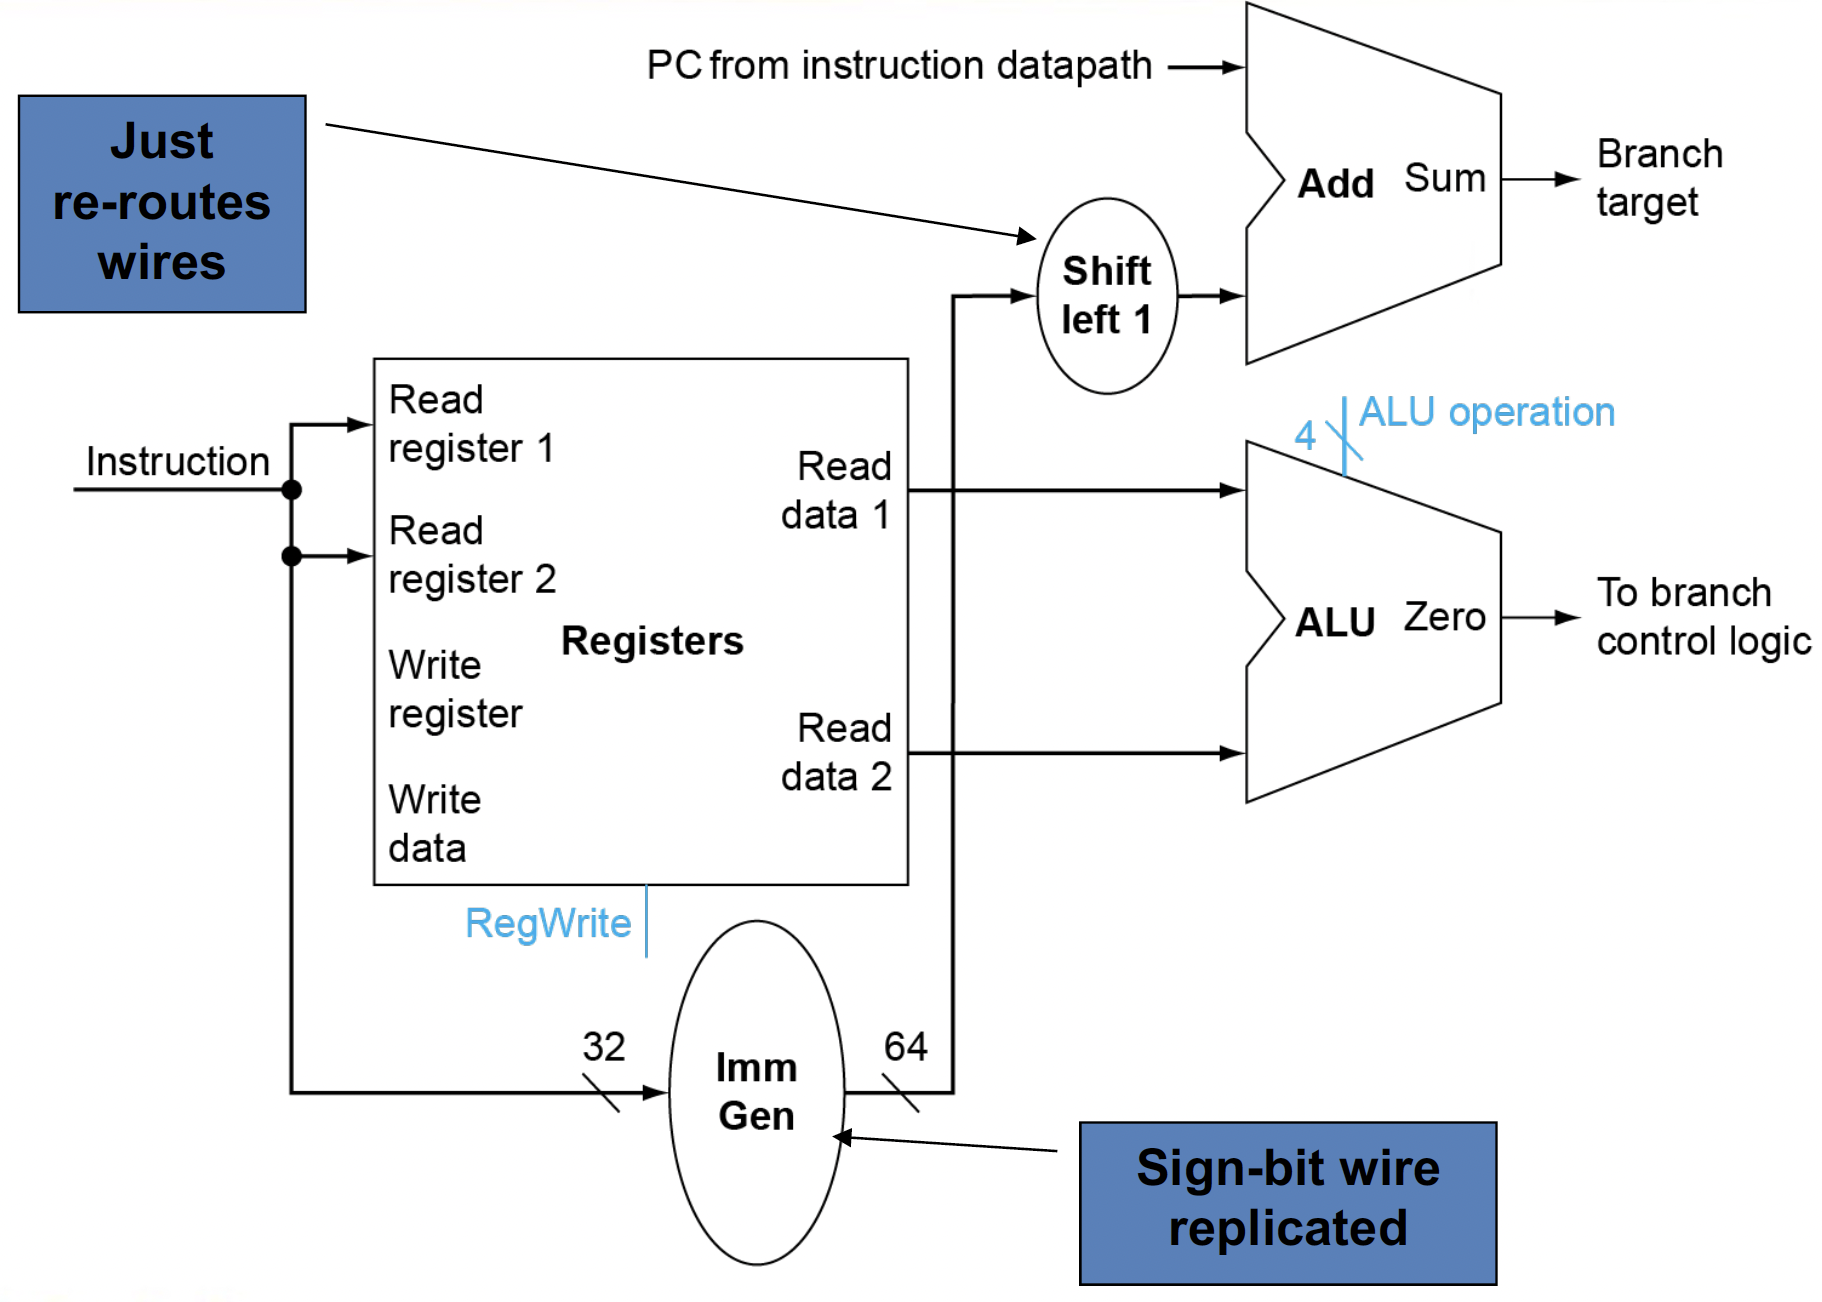 PC from instruction datapath
Just
re-routes
wires
Add Sum
Branch
target
Shift
left 1
Instruction
Read
register 1
Read
register 2
Registers
Write
register
Write
data
Read
data 1
Read
data 2
RegWrite
4
ALU operation
ALU Zero
To branch
control logic
32
Imm
Gen
64
Sign-bit wire
replicated